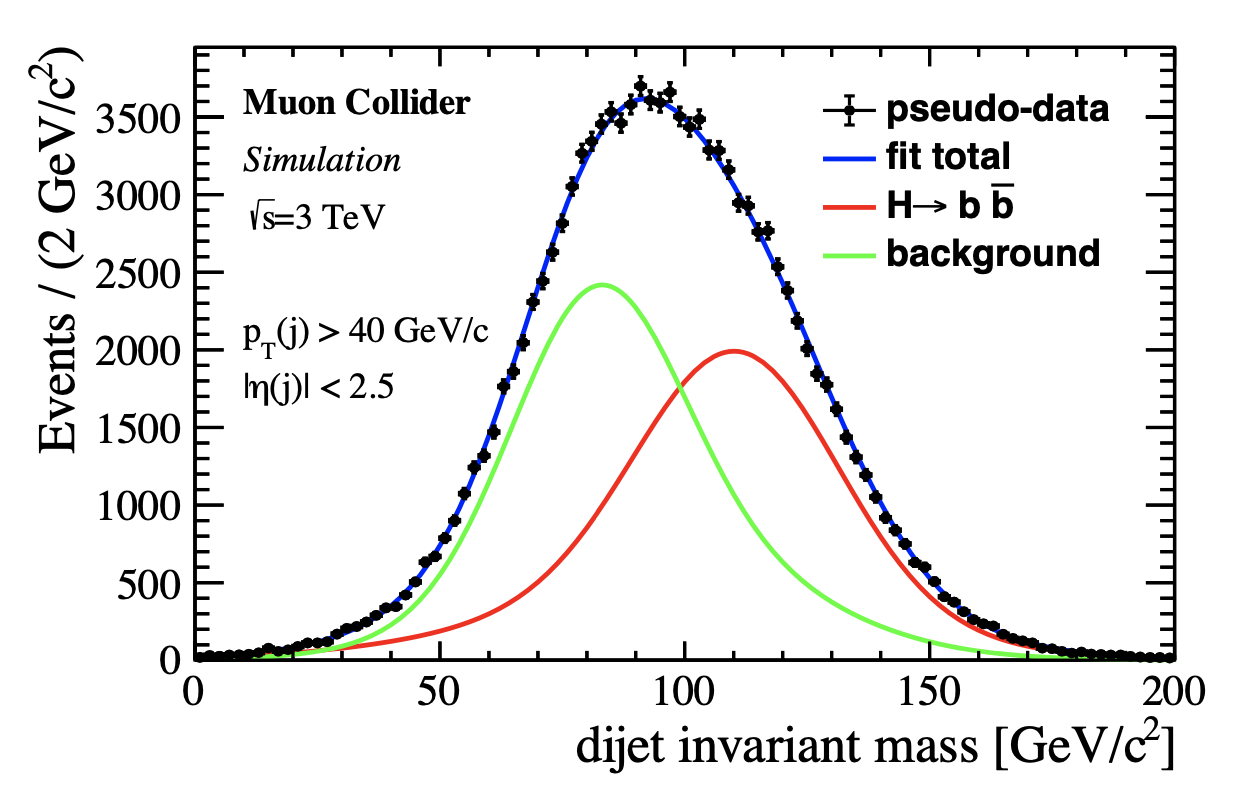 Events / (2 GeV/c²)
3500
3000
2500
2000
1500
1000
500
0
Muon Collider
Simulation
√s=3 TeV
p_T(j) > 40 GeV/c
|η(j)| < 2.5
pseudo-data
fit total
H→ b b̅
background
0 50 100 150 200
dijet invariant mass [GeV/c²]